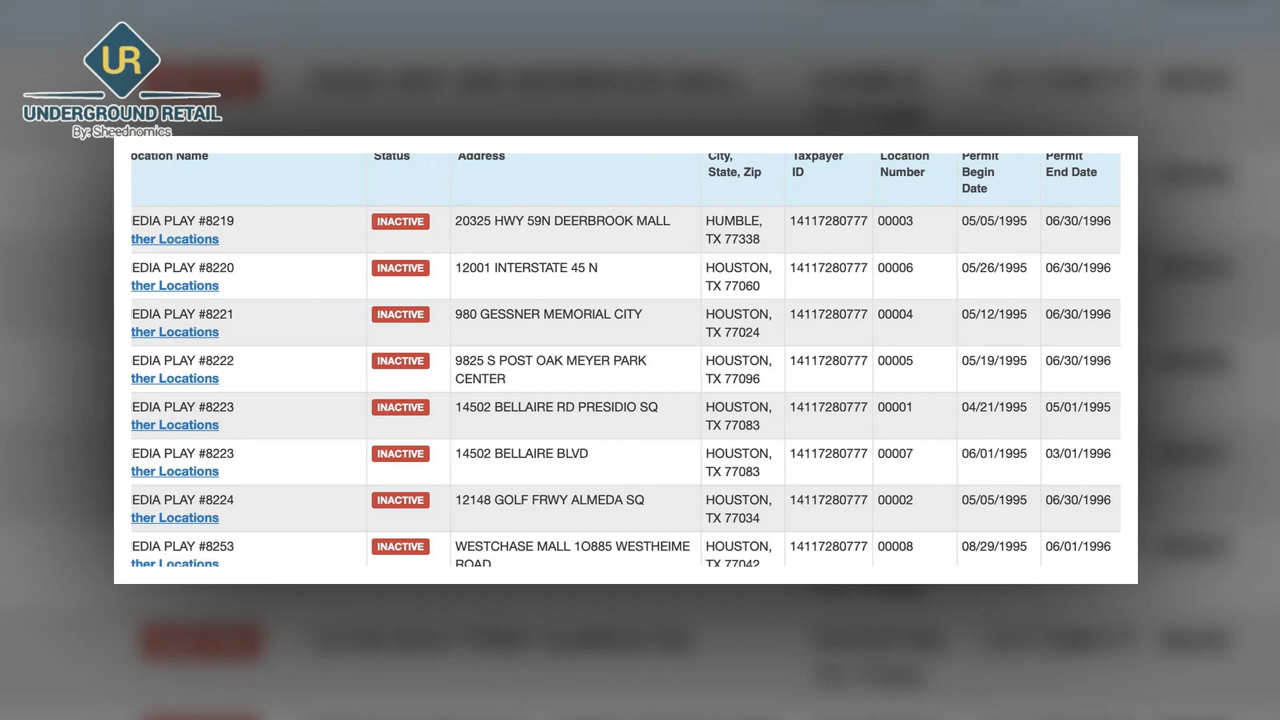 UR
UNDERGROUND RETAIL
By: Sheednomics
ocation Name Status Address City, Taxpayer Location Permit Permit
State, Zip ID Number Begin End Date
Date
EDIA PLAY #8219 INACTIVE 20325 HWY 59N DEERBROOK MALL HUMBLE, 14117280777 00003 05/05/1995 06/30/1996
ther Locations TX 77338
EDIA PLAY #8220 INACTIVE 12001 INTERSTATE 45 N HOUSTON, 14117280777 00006 05/26/1995 06/30/1996
ther Locations TX 77060
EDIA PLAY #8221 INACTIVE 980 GESSNER MEMORIAL CITY HOUSTON, 14117280777 00004 05/12/1995 06/30/1996
ther Locations TX 77024
EDIA PLAY #8222 INACTIVE 9825 S POST OAK MEYER PARK HOUSTON, 14117280777 00005 05/19/1995 06/30/1996
ther Locations CENTER TX 77096
EDIA PLAY #8223 INACTIVE 14502 BELLAIRE RD PRESIDIO SQ HOUSTON, 14117280777 00001 04/21/1995 05/01/1995
ther Locations TX 77083
EDIA PLAY #8223 INACTIVE 14502 BELLAIRE BLVD HOUSTON, 14117280777 00007 06/01/1995 03/01/1996
ther Locations TX 77083
EDIA PLAY #8224 INACTIVE 12148 GOLF FRWY ALMEDA SQ HOUSTON, 14117280777 00002 05/05/1995 06/30/1996
ther Locations TX 77034
EDIA PLAY #8253 INACTIVE WESTCHASE MALL 1O885 WESTHEIME HOUSTON, 14117280777 00008 08/29/1995 06/01/1996
ther Locations ROAD TX 77042